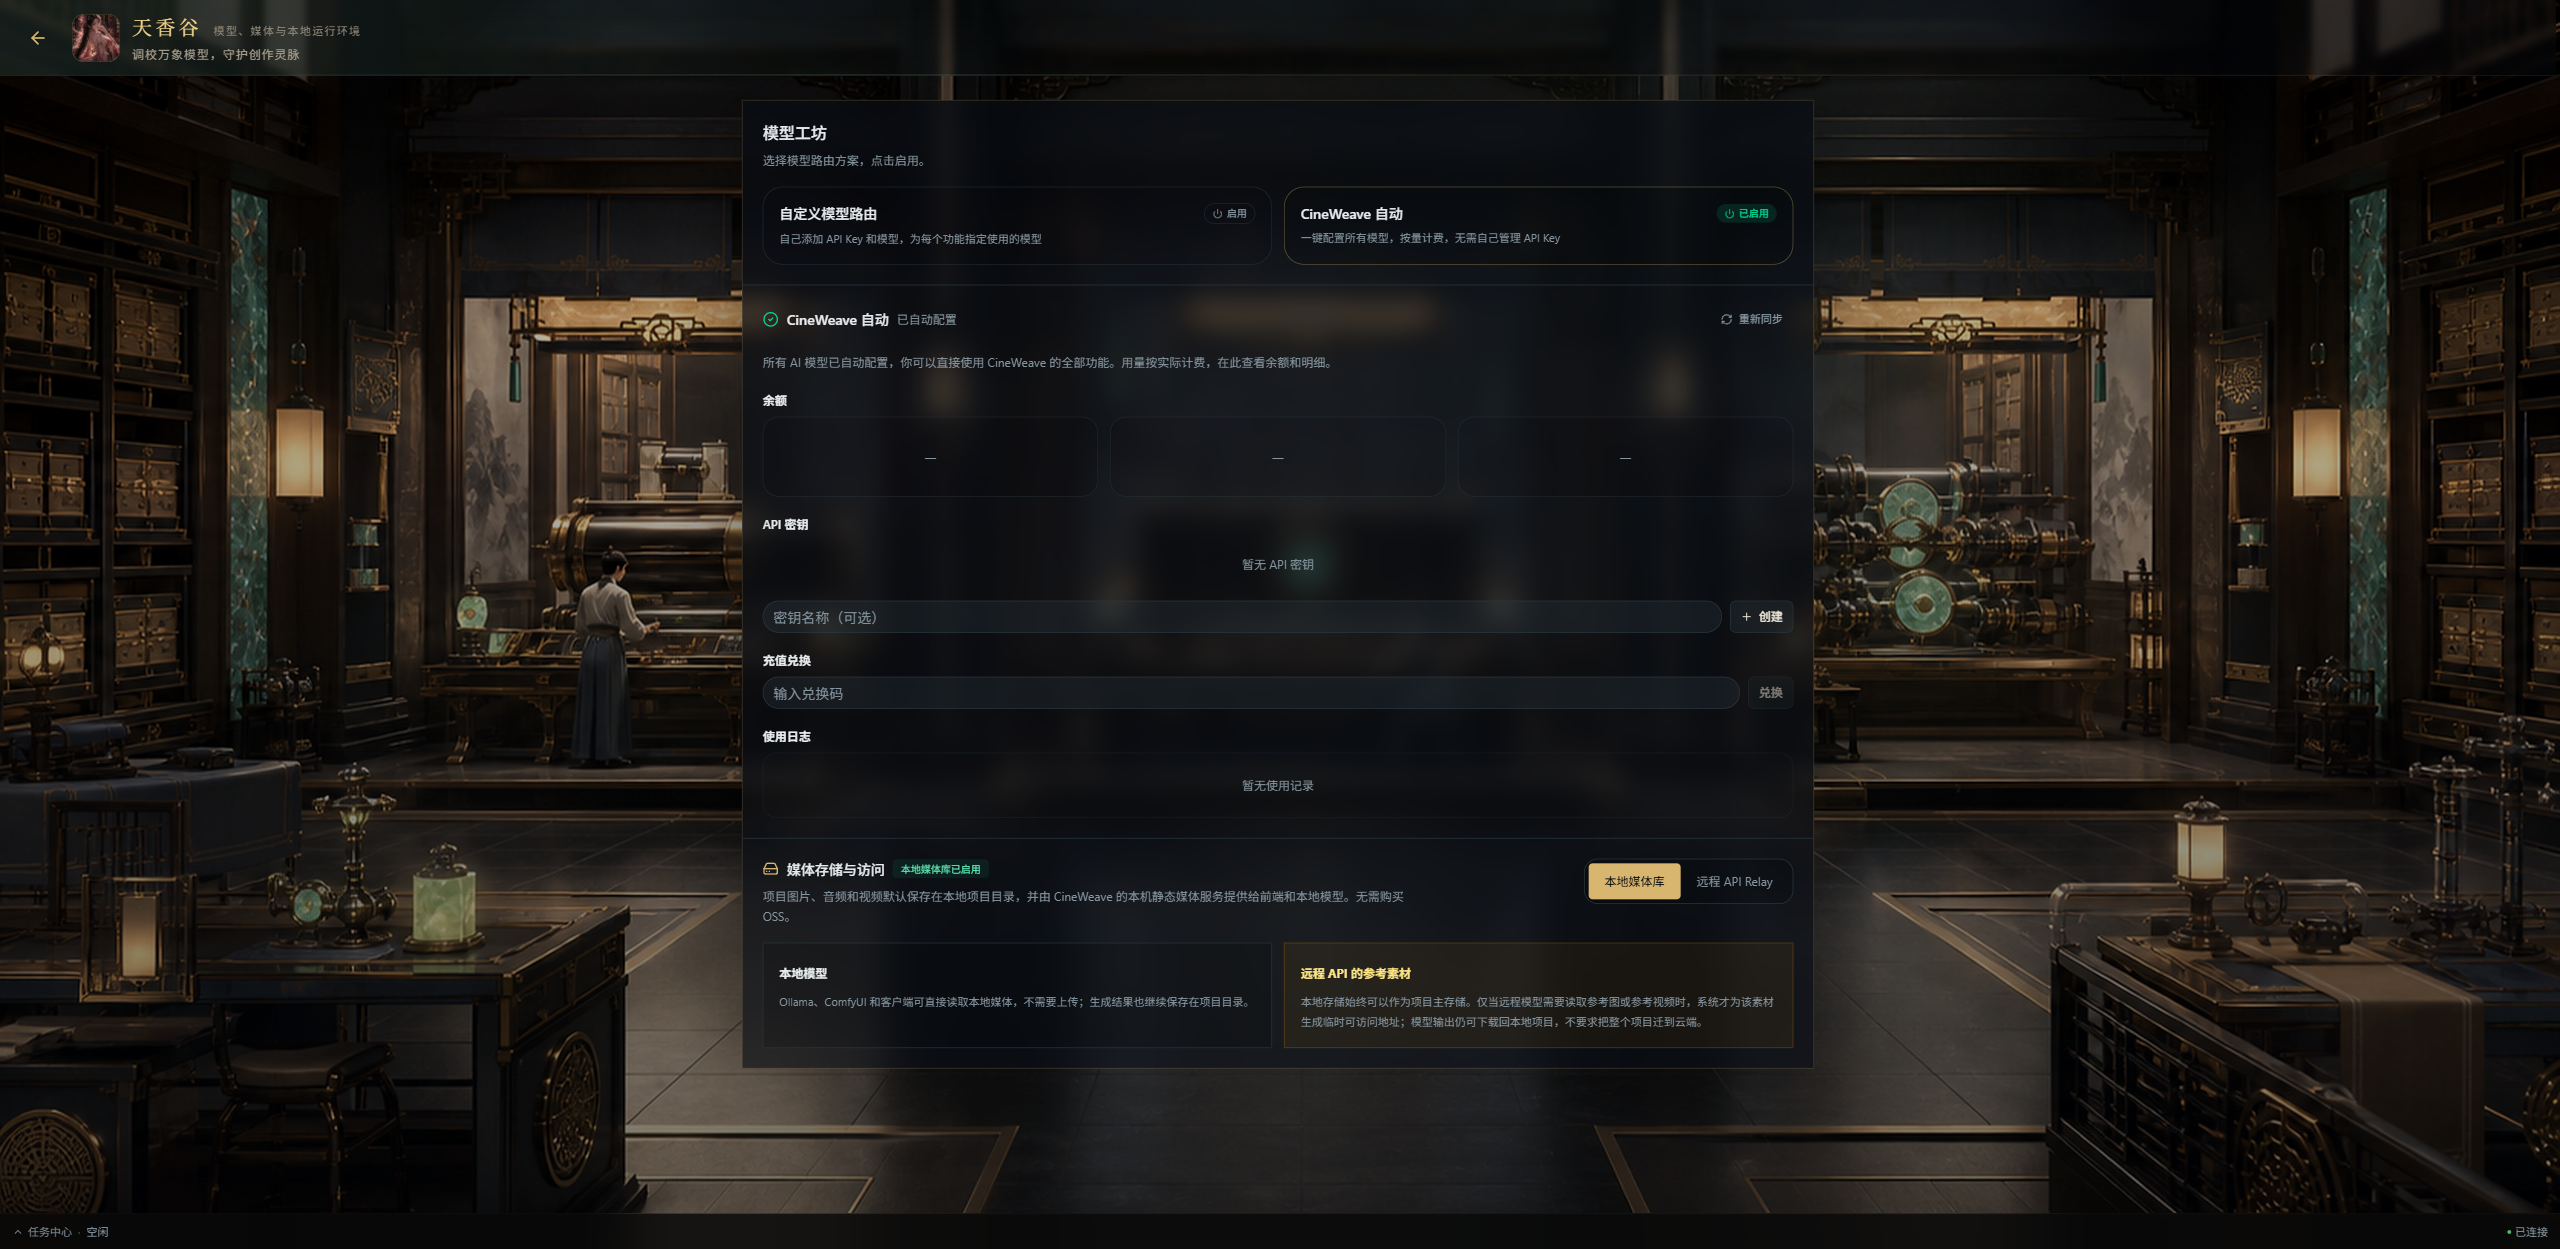 天香谷 模型、媒体与本地运行环境
调校万象模型，守护创作灵脉
模型工坊
选择模型路由方案，点击启用。
自定义模型路由 启用
自己添加 API Key 和模型，为每个功能指定使用的模型
CineWeave 自动 已启用
一键配置所有模型，按量计费，无需自己管理 API Key
CineWeave 自动 已自动配置 重新同步
所有 AI 模型已自动配置，你可以直接使用 CineWeave 的全部功能。用量按实际计费，在此查看余额和明细。
余额
— — —
API 密钥
暂无 API 密钥
密钥名称（可选） + 创建
充值兑换
输入兑换码 兑换
使用日志
暂无使用记录
媒体存储与访问 本地媒体库已启用 本地媒体库 远程 API Relay
项目图片、音频和视频默认保存在本地项目目录，并由 CineWeave 的本机静态媒体服务提供给前端和本地模型。无需购买
OSS。
本地模型
Ollama、ComfyUI 和客户端可直接读取本地媒体，不需要上传；生成结果也继续保存在项目目录。
远程 API 的参考素材
本地存储始终可以作为项目主存储。仅当远程模型需要读取参考图或参考视频时，系统才为该素材
生成临时可访问地址；模型输出仍可下载回本地项目，不要求把整个项目迁到云端。
任务中心 · 空闲 已连接